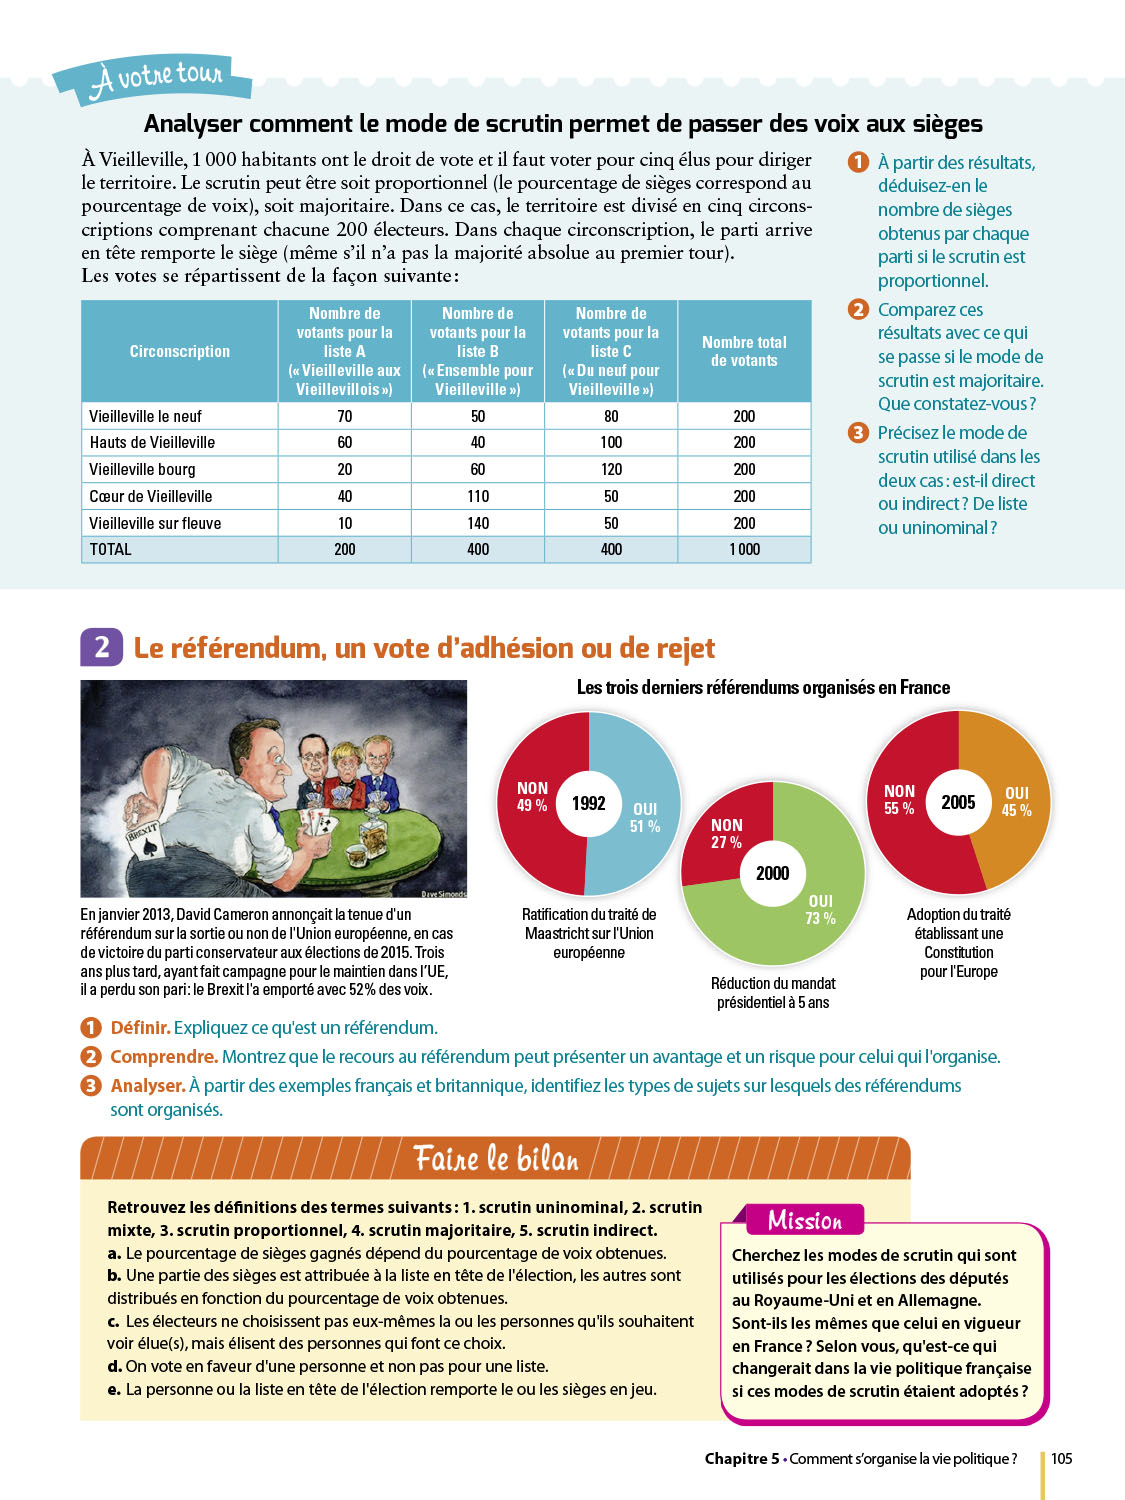 À votre tour
Analyser comment le mode de scrutin permet de passer des voix aux sièges
À Vieilleville, 1 000 habitants ont le droit de vote et il faut voter pour cinq élus pour diriger
le territoire. Le scrutin peut être soit proportionnel (le pourcentage de sièges correspond au
pourcentage de voix), soit majoritaire. Dans ce cas, le territoire est divisé en cinq circons-
criptions comprenant chacune 200 électeurs. Dans chaque circonscription, le parti arrive
en tête remporte le siège (même s'il n'a pas la majorité absolue au premier tour).
Les votes se répartissent de la façon suivante :
Circonscription
Nombre de
votants pour la
liste A
(« Vieilleville aux
Vieillevillois »)
Nombre de
votants pour la
liste B
(« Ensemble pour
Vieilleville »)
Nombre de
votants pour la
liste C
(« Du neuf pour
Vieilleville »)
Nombre total
de votants
Vieilleville le neuf 70 50 80 200
Hauts de Vieilleville 60 40 100 200
Vieilleville bourg 20 60 120 200
Cœur de Vieilleville 40 110 50 200
Vieilleville sur fleuve 10 140 50 200
TOTAL 200 400 400 1 000
1 À partir des résultats,
déduisez-en le
nombre de sièges
obtenus par chaque
parti si le scrutin est
proportionnel.
2 Comparez ces
résultats avec ce qui
se passe si le mode de
scrutin est majoritaire.
Que constatez-vous ?
3 Précisez le mode de
scrutin utilisé dans les
deux cas : est-il direct
ou indirect ? De liste
ou uninominal ?
2 Le référendum, un vote d'adhésion ou de rejet
BREXIT
Dave Simonds
En janvier 2013, David Cameron annonçait la tenue d'un
référendum sur la sortie ou non de l'Union européenne, en cas
de victoire du parti conservateur aux élections de 2015. Trois
ans plus tard, ayant fait campagne pour le maintien dans l'UE,
il a perdu son pari : le Brexit l'a emporté avec 52 % des voix.
Les trois derniers référendums organisés en France
NON
49 %
1992
OUI
51 %
Ratification du traité de
Maastricht sur l'Union
européenne
NON
27 %
2000
OUI
73 %
Réduction du mandat
présidentiel à 5 ans
NON
55 %
2005
OUI
45 %
Adoption du traité
établissant une
Constitution
pour l'Europe
1 Définir. Expliquez ce qu'est un référendum.
2 Comprendre. Montrez que le recours au référendum peut présenter un avantage et un risque pour celui qui l'organise.
3 Analyser. À partir des exemples français et britannique, identifiez les types de sujets sur lesquels des référendums
sont organisés.
Faire le bilan
Retrouvez les définitions des termes suivants : 1. scrutin uninominal, 2. scrutin
mixte, 3. scrutin proportionnel, 4. scrutin majoritaire, 5. scrutin indirect.
a. Le pourcentage de sièges gagnés dépend du pourcentage de voix obtenues.
b. Une partie des sièges est attribuée à la liste en tête de l'élection, les autres sont
distribués en fonction du pourcentage de voix obtenues.
c. Les électeurs ne choisissent pas eux-mêmes la ou les personnes qu'ils souhaitent
voir élue(s), mais élisent des personnes qui font ce choix.
d. On vote en faveur d'une personne et non pas pour une liste.
e. La personne ou la liste en tête de l'élection remporte le ou les sièges en jeu.
Mission
Cherchez les modes de scrutin qui sont
utilisés pour les élections des députés
au Royaume-Uni et en Allemagne.
Sont-ils les mêmes que celui en vigueur
en France ? Selon vous, qu'est-ce qui
changerait dans la vie politique française
si ces modes de scrutin étaient adoptés ?
Chapitre 5 • Comment s'organise la vie politique ? 105